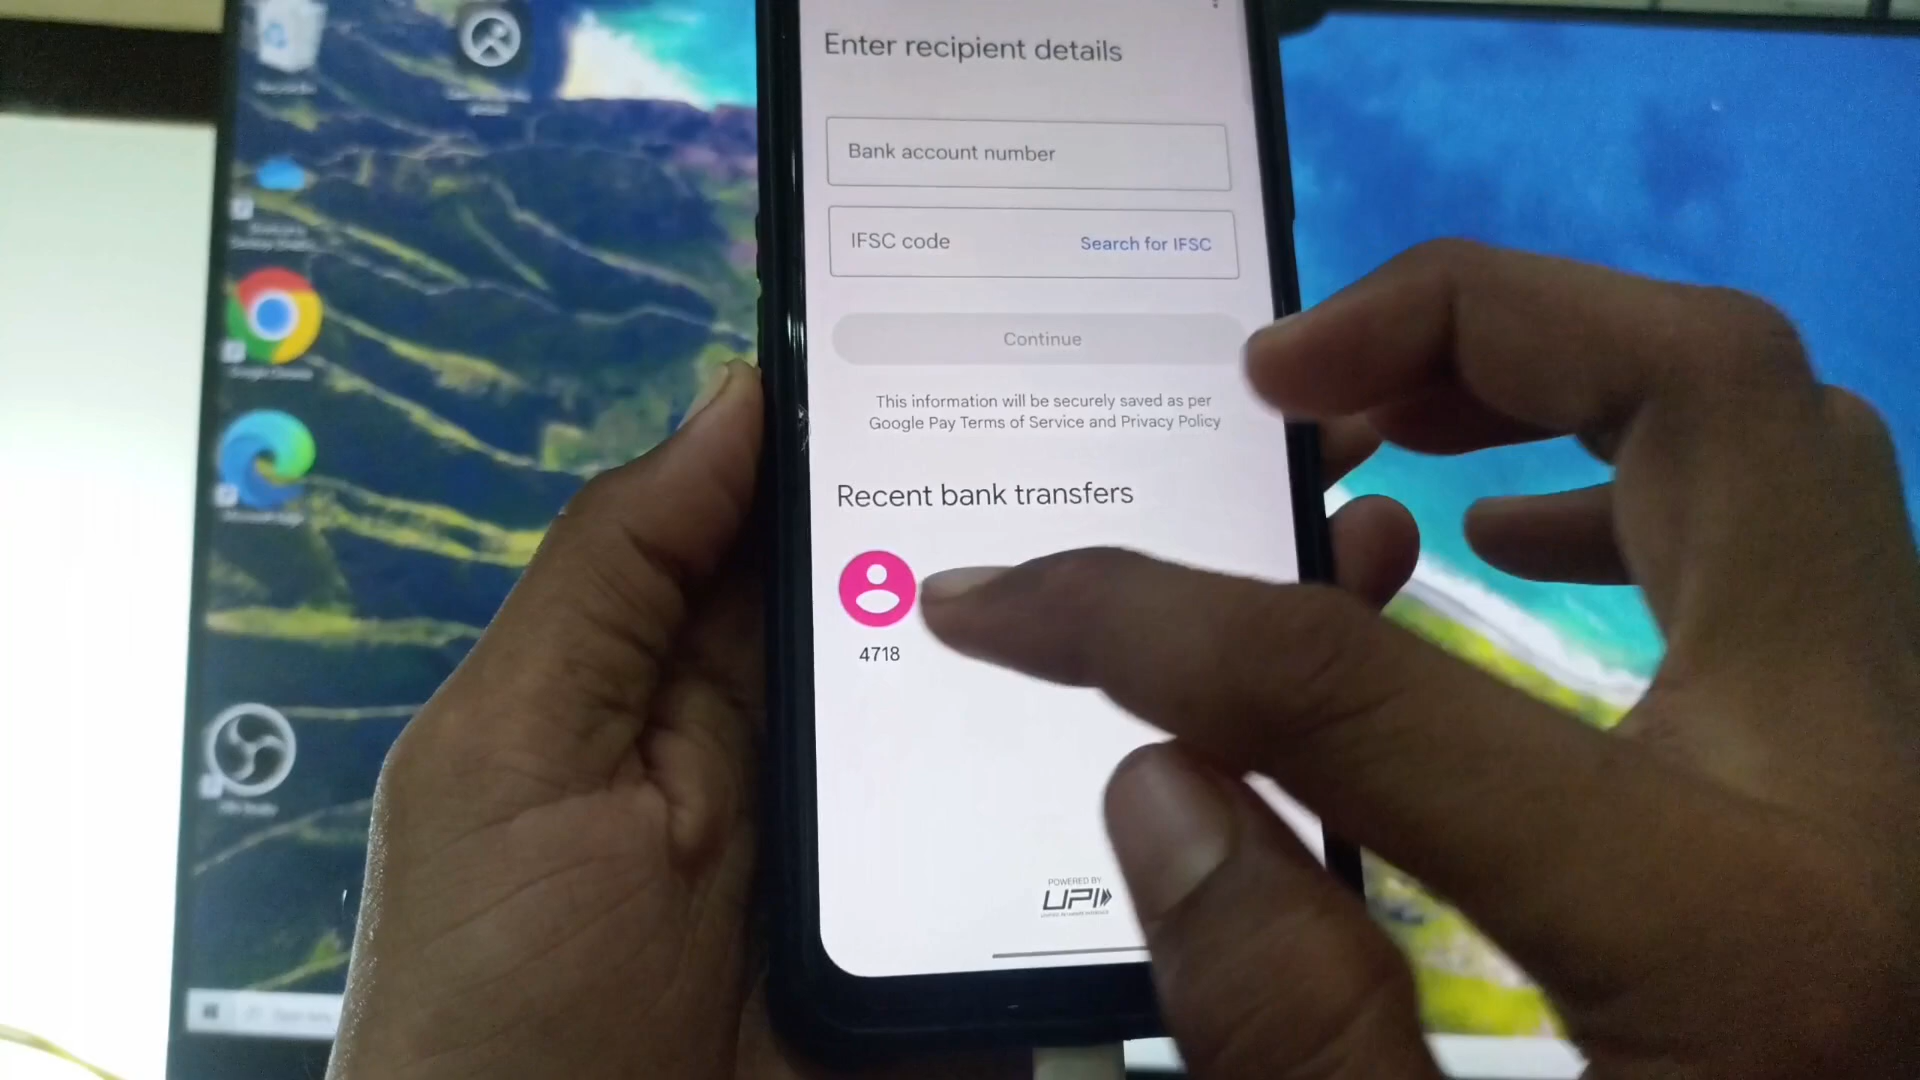 Enter recipient details
Bank account number
IFSC code
Search for IFSC
Continue
This information will be securely saved as per
Google Pay Terms of Service and Privacy Policy
Recent bank transfers
4718
POWERED BY
UPI